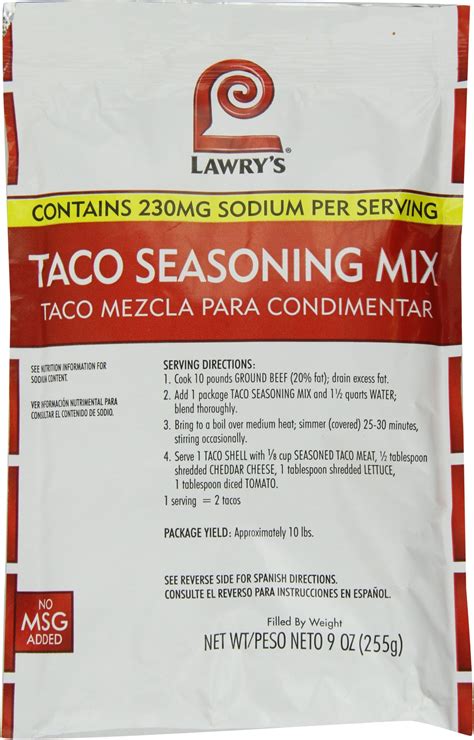 LAWRY'S®
CONTAINS 230MG SODIUM PER SERVING
TACO SEASONING MIX
TACO MEZCLA PARA CONDIMENTAR
SEE NUTRITION INFORMATION FOR
SODIUM CONTENT.
VER INFORMACIÓN NUTRIMENTAL PARA
CONSULTAR EL CONTENIDO DE SODIO.
SERVING DIRECTIONS:
1. Cook 10 pounds GROUND BEEF (20% fat); drain excess fat.
2. Add 1 package TACO SEASONING MIX and 1½ quarts WATER;
blend thoroughly.
3. Bring to a boil over medium heat; simmer (covered) 25-30 minutes,
stirring occasionally.
4. Serve 1 TACO SHELL with ⅛ cup SEASONED TACO MEAT, ½ tablespoon
shredded CHEDDAR CHEESE, 1 tablespoon shredded LETTUCE,
1 tablespoon diced TOMATO.
1 serving = 2 tacos
PACKAGE YIELD: Approximately 10 lbs.
SEE REVERSE SIDE FOR SPANISH DIRECTIONS.
CONSULTE EL REVERSO PARA INSTRUCCIONES EN ESPAÑOL.
NO
MSG
ADDED
Filled By Weight
NET WT/PESO NETO 9 OZ (255g)